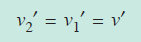 v₂′ = v₁′ = v′